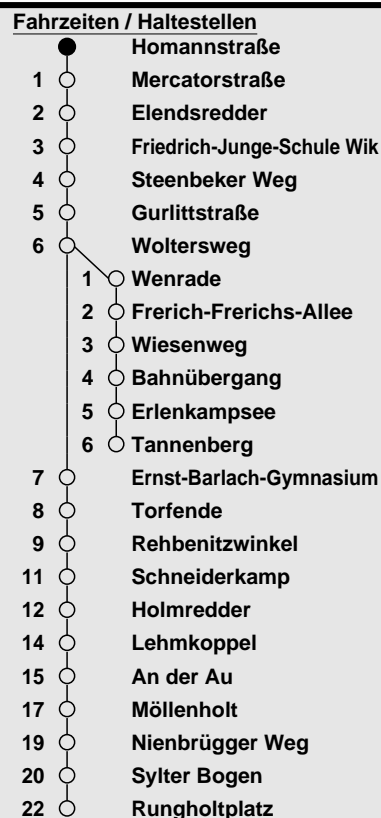 Fahrzeiten / Haltestellen
Homannstraße
1 Mercatorstraße
2 Elendsredder
3 Friedrich-Junge-Schule Wik
4 Steenbeker Weg
5 Gurlittstraße
6 Woltersweg
1 Wenrade
2 Frerich-Frerichs-Allee
3 Wiesenweg
4 Bahnübergang
5 Erlenkampsee
6 Tannenberg
7 Ernst-Barlach-Gymnasium
8 Torfende
9 Rehbenitzwinkel
11 Schneiderkamp
12 Holmredder
14 Lehmkoppel
15 An der Au
17 Möllenholt
19 Nienbrügger Weg
20 Sylter Bogen
22 Rungholtplatz